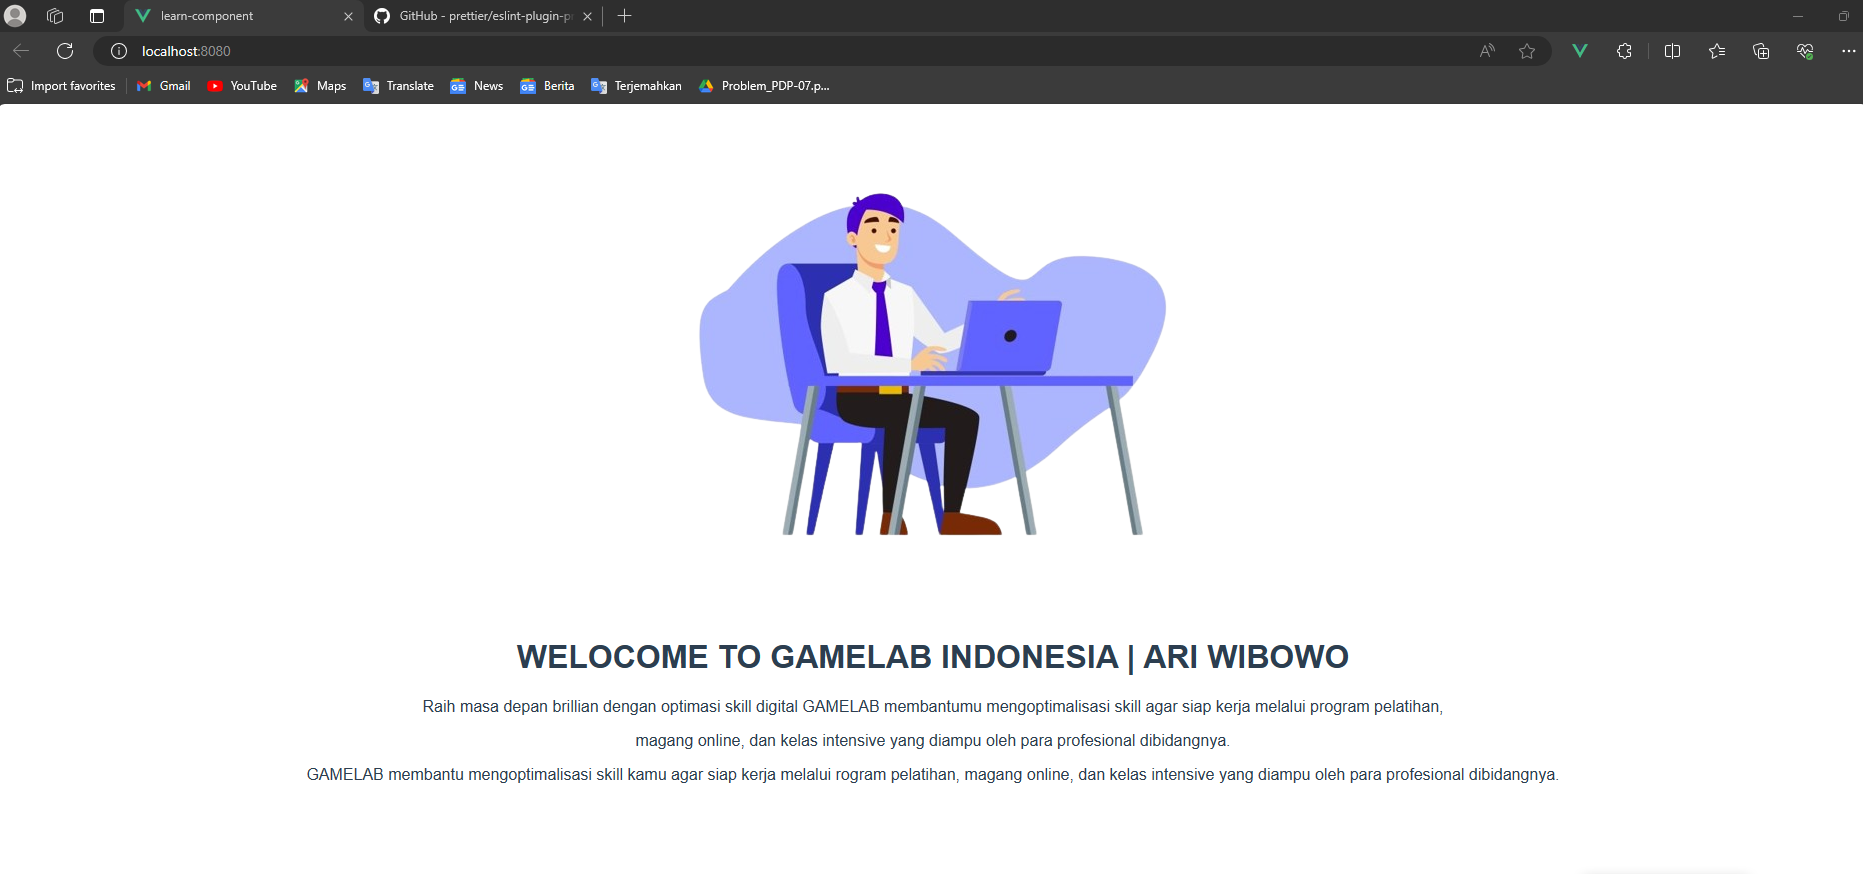 learn-component
GitHub - prettier/eslint-plugin-pr
localhost:8080
Import favorites
Gmail
YouTube
Maps
Translate
News
Berita
Terjemahkan
Problem_PDP-07.p...
WELOCOME TO GAMELAB INDONESIA | ARI WIBOWO
Raih masa depan brillian dengan optimasi skill digital GAMELAB membantumu mengoptimalisasi skill agar siap kerja melalui program pelatihan,
magang online, dan kelas intensive yang diampu oleh para profesional dibidangnya.
GAMELAB membantu mengoptimalisasi skill kamu agar siap kerja melalui rogram pelatihan, magang online, dan kelas intensive yang diampu oleh para profesional dibidangnya.